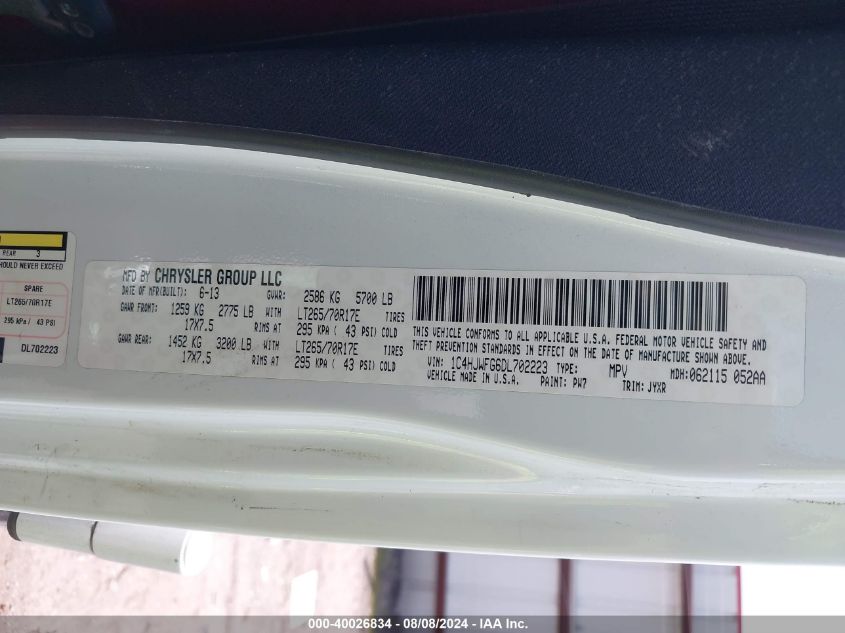 REAR 3
HOULD NEVER EXCEED
SPARE
LT265/70R17E
295 kPa / 43 PSI
DL702223
MFD BY CHRYSLER GROUP LLC
DATE OF MFR(BUILT): 6-13 GVWR: 2586 KG 5700 LB
GAWR FRONT: 1259 KG 2775 LB WITH LT265/70R17E TIRES
17X7.5 RIMS AT 295 KPA ( 43 PSI) COLD
GAWR REAR: 1452 KG 3200 LB WITH LT265/70R17E TIRES
17X7.5 RIMS AT 295 KPA ( 43 PSI) COLD
THIS VEHICLE CONFORMS TO ALL APPLICABLE U.S.A. FEDERAL MOTOR VEHICLE SAFETY AND
THEFT PREVENTION STANDARDS IN EFFECT ON THE DATE OF MANUFACTURE SHOWN ABOVE.
VIN: 1C4HJWFG6DL702223 TYPE: MPV MDH: 062115 052AA
VEHICLE MADE IN U.S.A. PAINT: PW7 TRIM: JYXR
000-40026834 - 08/08/2024 - IAA Inc.